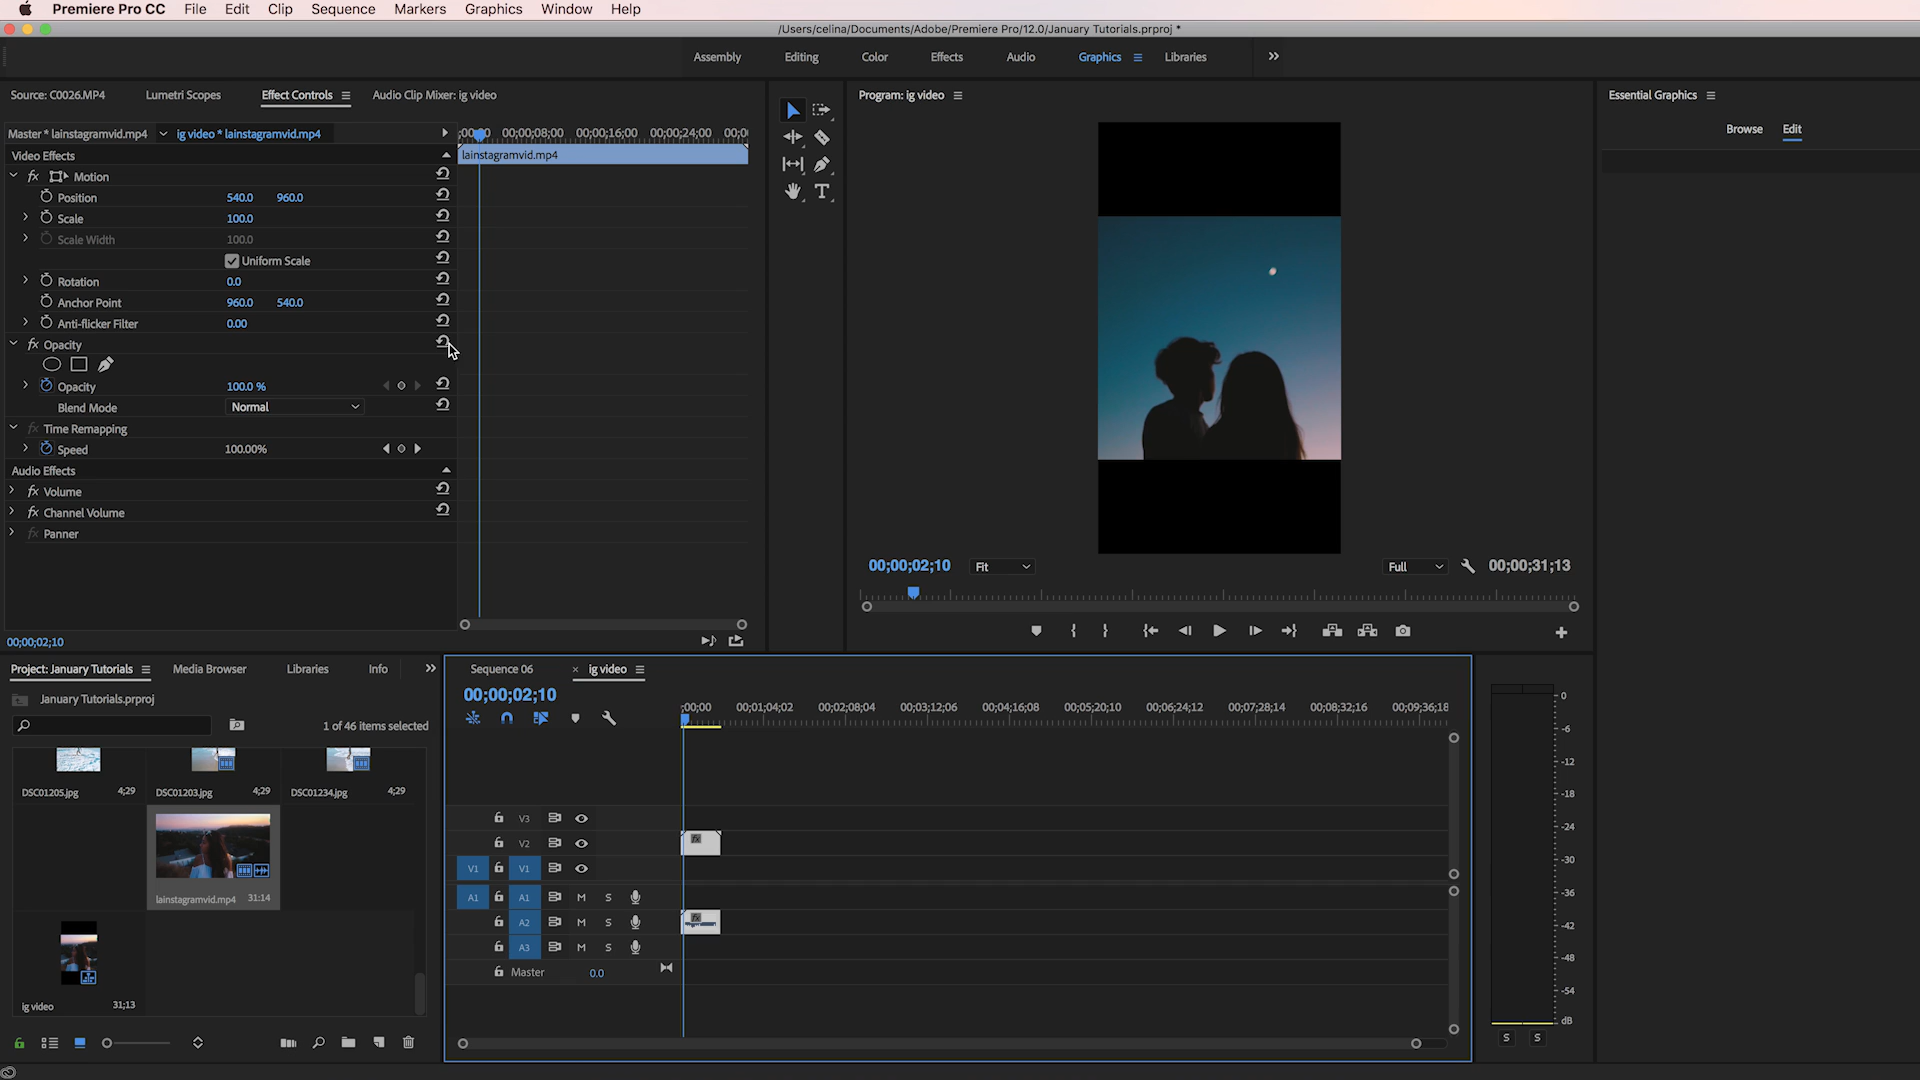 Premiere Pro CC File Edit Clip Sequence Markers Graphics Window Help
/Users/celina/Documents/Adobe/Premiere Pro/12.0/January Tutorials.prproj *
Assembly Editing Color Effects Audio Graphics Libraries
Source: C0026.MP4 Lumetri Scopes Effect Controls Audio Clip Mixer: ig video
Master * lainstagramvid.mp4 ig video * lainstagramvid.mp4
;00;00 00;00;08;00 00;00;16;00 00;00;24;00 00;0
lainstagramvid.mp4
Video Effects
fx Motion
Position 540.0 960.0
Scale 100.0
Scale Width 100.0
Uniform Scale
Rotation 0.0
Anchor Point 960.0 540.0
Anti-flicker Filter 0.00
fx Opacity
Opacity 100.0 %
Blend Mode Normal
fx Time Remapping
Speed 100.00%
Audio Effects
fx Volume
fx Channel Volume
fx Panner
00;00;02;10
T
Program: ig video
00;00;02;10 Fit Full 00;00;31;13
Essential Graphics
Browse Edit
Project: January Tutorials Media Browser Libraries Info
January Tutorials.prproj
1 of 46 items selected
DSC01205.jpg 4;29 DSC01203.jpg 4;29 DSC01234.jpg 4;29
lainstagramvid.mp4 31:14
ig video 31;13
Sequence 06 × ig video
00;00;02;10
;00;00 00;01;04;02 00;02;08;04 00;03;12;06 00;04;16;08 00;05;20;10 00;06;24;12 00;07;28;14 00;08;32;16 00;09;36;18
V3
V2 fx
V1 V1
A1 A1 M S
A2 M S fx
A3 M S
Master 0.0
0
-6
-12
-18
-24
-30
-36
-42
-48
-54
dB
S S